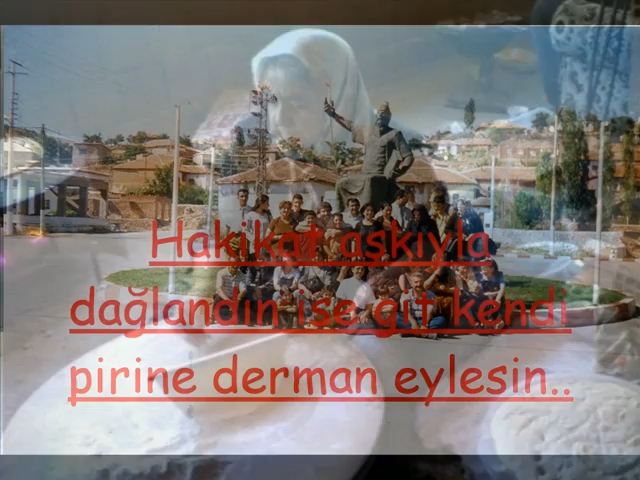 Hakikat aşkıyla
dağlandın ise git kendi
pirine derman eylesin..